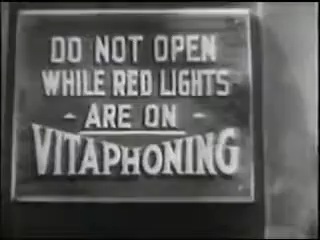 DO NOT OPEN
WHILE RED LIGHTS
- ARE ON -
VITAPHONING